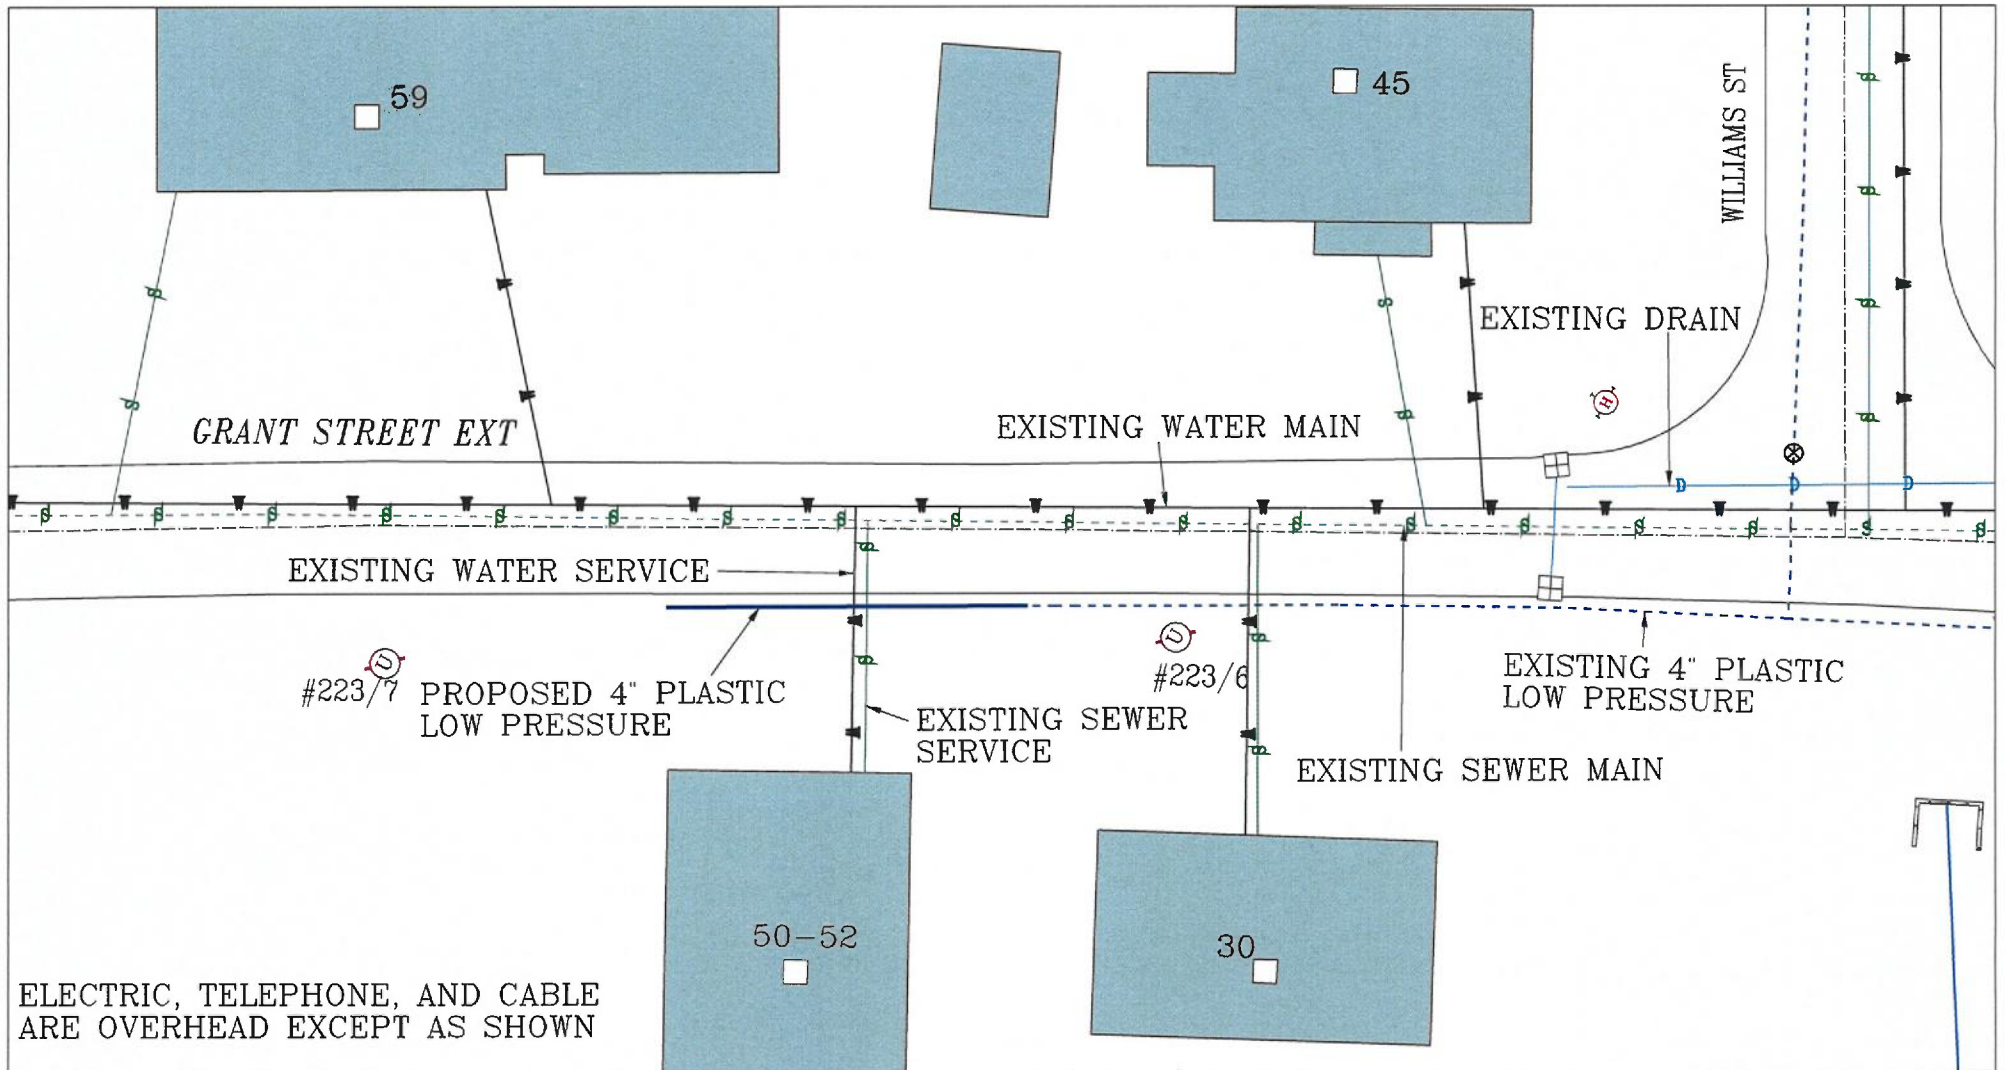 59
45
WILLIAMS ST
EXISTING DRAIN
H
GRANT STREET EXT
EXISTING WATER MAIN
EXISTING WATER SERVICE
U
#223/7
PROPOSED 4" PLASTIC
LOW PRESSURE
U
#223/6
EXISTING 4" PLASTIC
LOW PRESSURE
EXISTING SEWER
SERVICE
EXISTING SEWER MAIN
50-52
30
ELECTRIC, TELEPHONE, AND CABLE
ARE OVERHEAD EXCEPT AS SHOWN